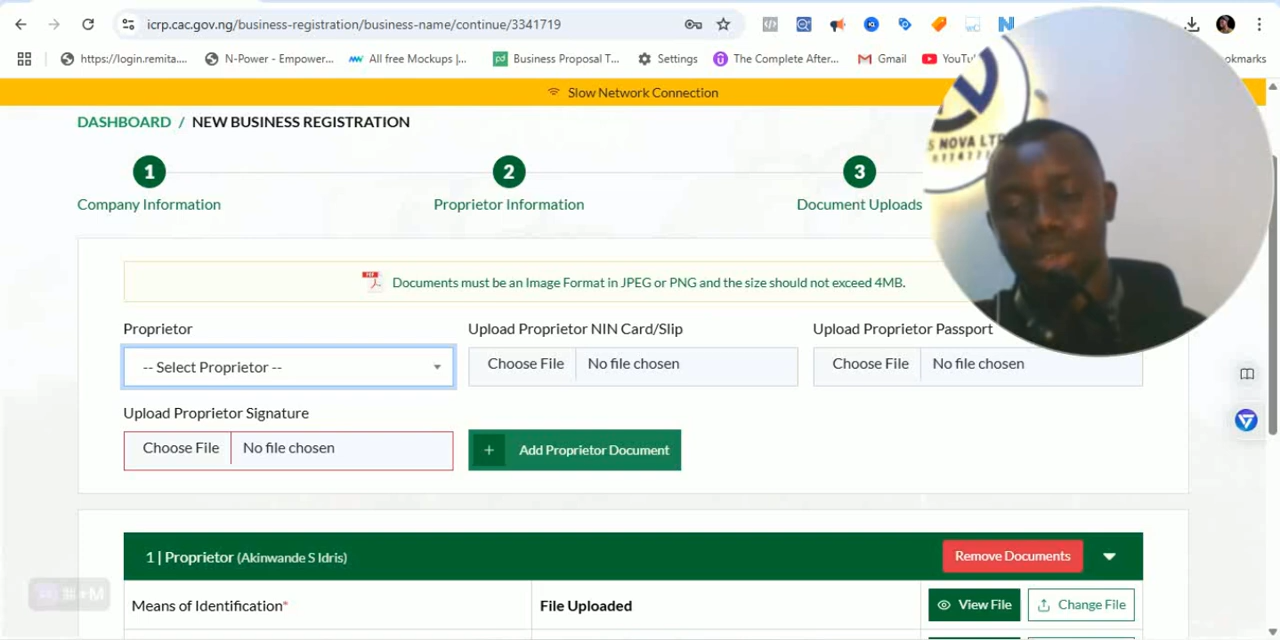 icrp.cac.gov.ng/business-registration/business-name/continue/3341719
https://login.remita.... N-Power - Empower... All free Mockups |... Business Proposal T... Settings The Complete After... Gmail
Slow Network Connection
DASHBOARD / NEW BUSINESS REGISTRATION
NOVA LTD
1 2 3
Company Information Proprietor Information Document Uploads
PDF Documents must be an Image Format in JPEG or PNG and the size should not exceed 4MB.
Proprietor Upload Proprietor NIN Card/Slip Upload Proprietor Passport
-- Select Proprietor -- Choose File No file chosen Choose File No file chosen
Upload Proprietor Signature
Choose File No file chosen + Add Proprietor Document
1 | Proprietor (Akinwande S Idris) Remove Documents
Means of Identification* File Uploaded View File Change File